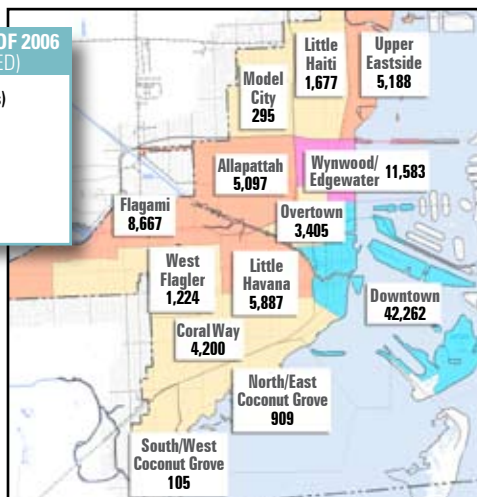 OF 2006
ED)
s)
Little
Haiti
1,677
Upper
Eastside
5,188
Model
City
295
Allapattah
5,097
Wynwood/
Edgewater 11,583
Flagami
8,667
Overtown
3,405
West
Flagler
1,224
Little
Havana
5,887
Downtown
42,262
Coral Way
4,200
North/East
Coconut Grove
909
South/West
Coconut Grove
105